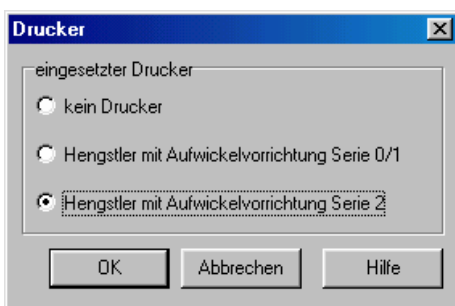 Drucker
eingesetzter Drucker
kein Drucker
Hengstler mit Aufwickelvorrichtung Serie 0/1
Hengstler mit Aufwickelvorrichtung Serie 2
OK Abbrechen Hilfe